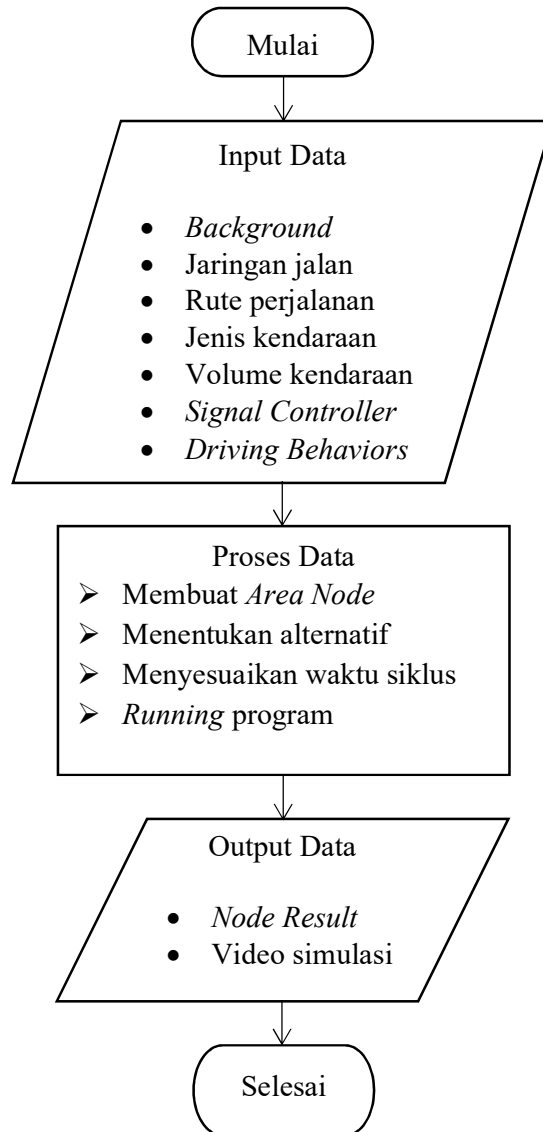 Mulai
Input Data
• Background
• Jaringan jalan
• Rute perjalanan
• Jenis kendaraan
• Volume kendaraan
• Signal Controller
• Driving Behaviors
Proses Data
➢ Membuat Area Node
➢ Menentukan alternatif
➢ Menyesuaikan waktu siklus
➢ Running program
Output Data
• Node Result
• Video simulasi
Selesai